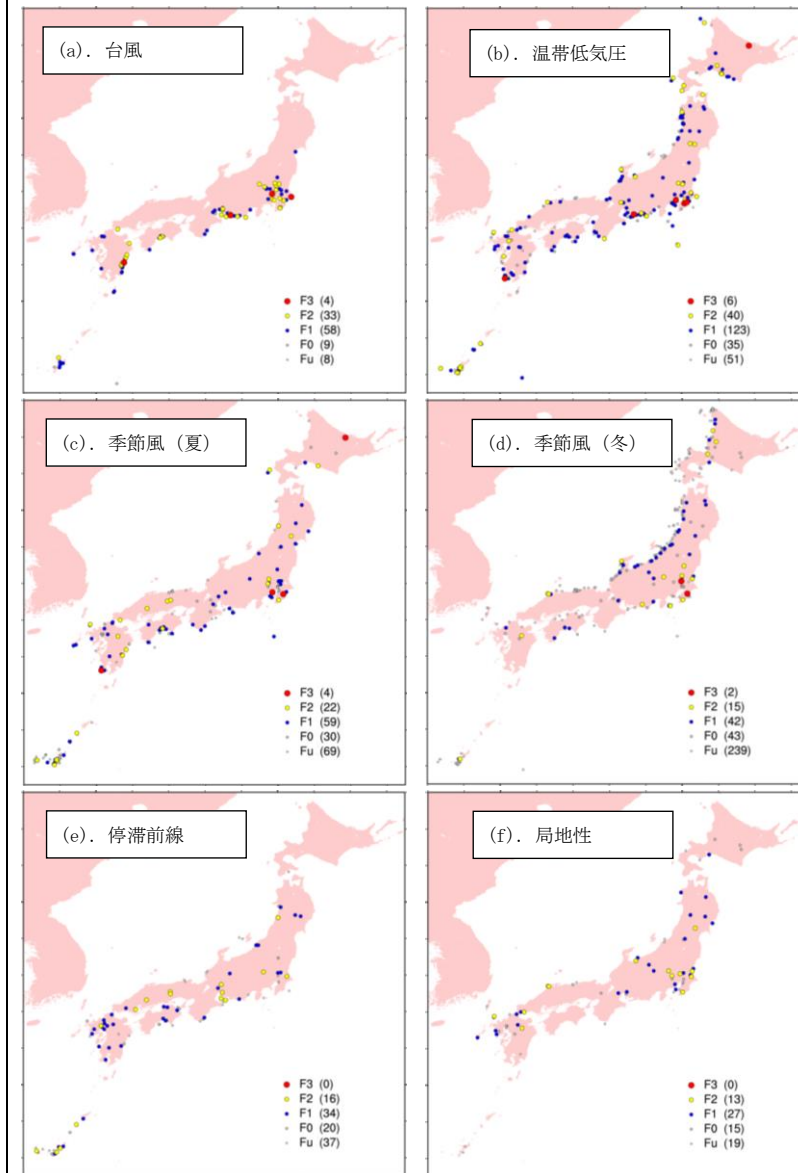 (a). 台風
F3 (4)
F2 (33)
F1 (58)
F0 (9)
Fu (8)
(b). 温帯低気圧
F3 (6)
F2 (40)
F1 (123)
F0 (35)
Fu (51)
(c). 季節風（夏）
F3 (4)
F2 (22)
F1 (59)
F0 (30)
Fu (69)
(d). 季節風（冬）
F3 (2)
F2 (15)
F1 (42)
F0 (43)
Fu (239)
(e). 停滞前線
F3 (0)
F2 (16)
F1 (34)
F0 (20)
Fu (37)
(f). 局地性
F3 (0)
F2 (13)
F1 (27)
F0 (15)
Fu (19)